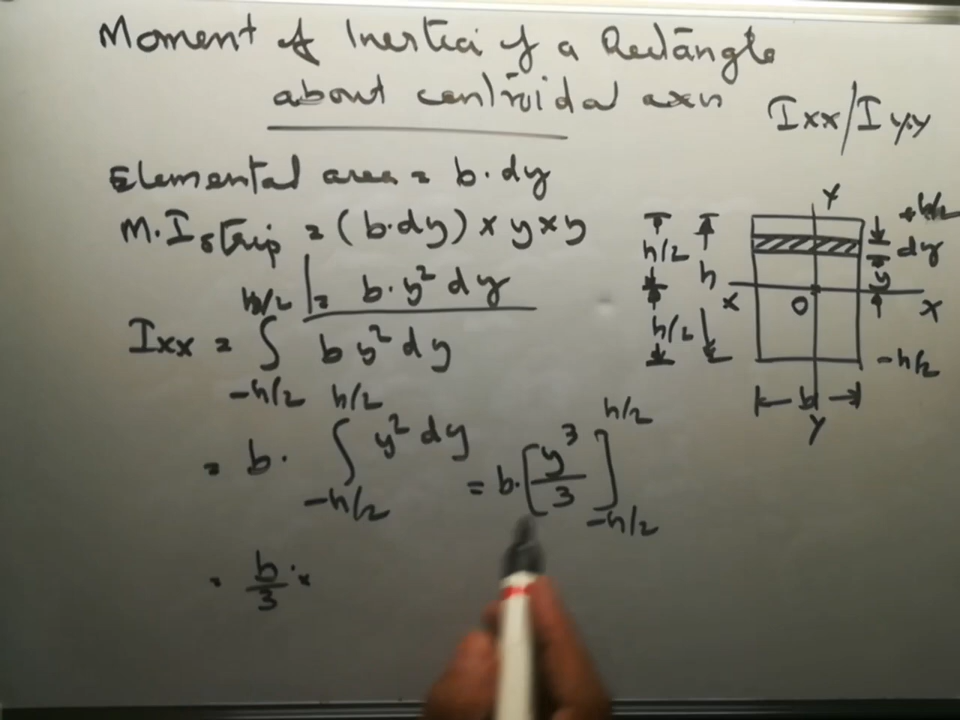 Moment of Inertia of a Rectangle
about centroidal axis
Ixx/Iyy
Elemental area = b.dy
M.I strip = (b.dy) × y × y
= b.y² dy
Ixx = ∫ b y² dy
h/2
-h/2
= b. ∫ y² dy
h/2
-h/2
= b. [y³/3]
h/2
-h/2
= b/3 . ×
Y
+h/2
dy
y
h/2
h
h/2
X
O
X
-h/2
b
Y